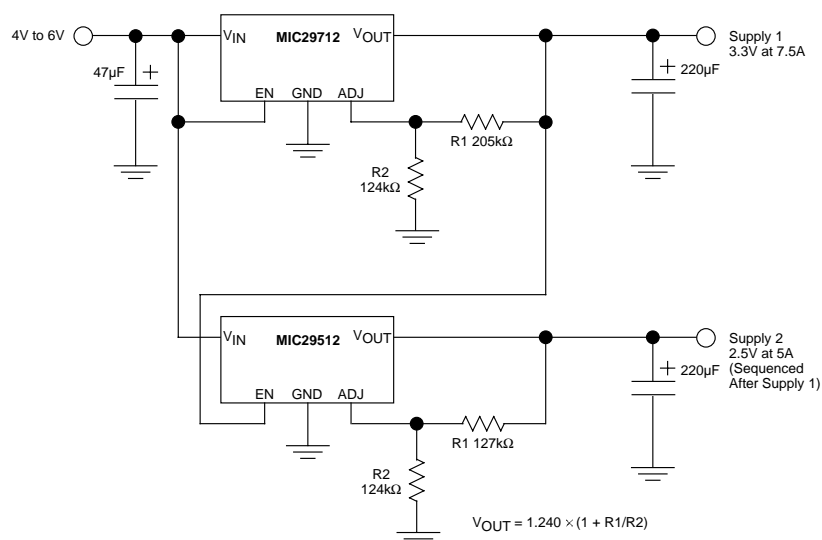 4V to 6V
VIN
MIC29712
VOUT
Supply 1
3.3V at 7.5A
47µF
+
EN
GND
ADJ
+
220µF
R1 205kΩ
R2
124kΩ
VIN
MIC29512
VOUT
Supply 2
2.5V at 5A
(Sequenced
After Supply 1)
EN
GND
ADJ
+
220µF
R1 127kΩ
R2
124kΩ
VOUT = 1.240 × (1 + R1/R2)